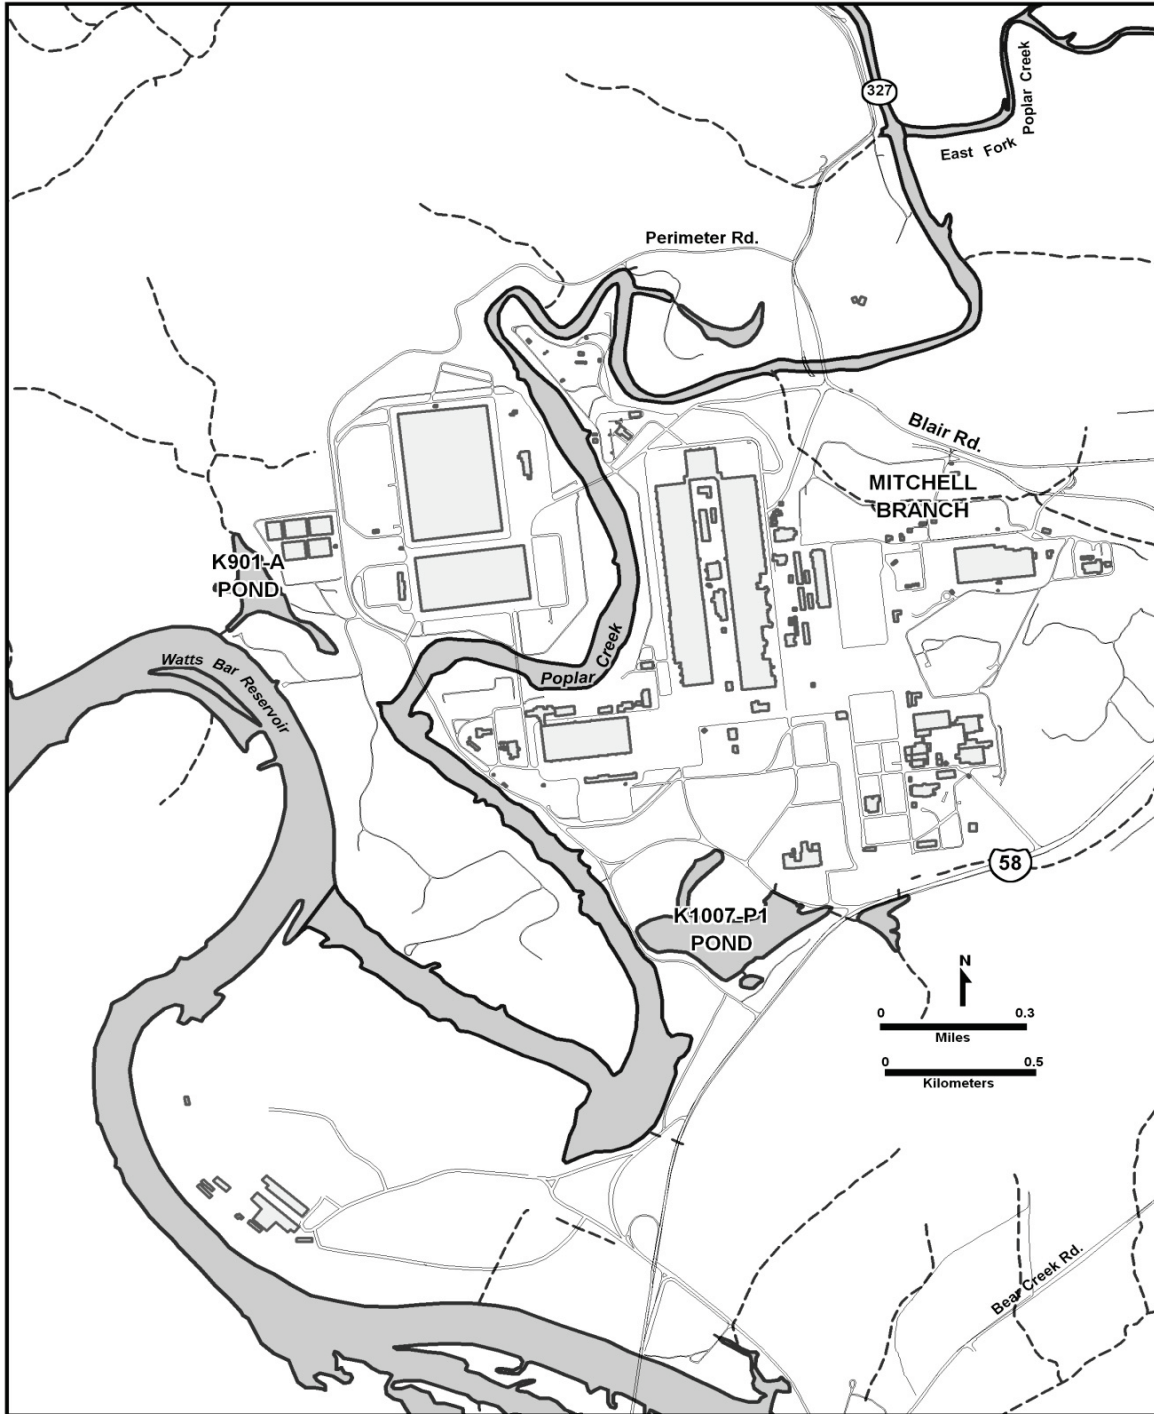 327
East Fork Poplar Creek
Perimeter Rd.
Blair Rd.
MITCHELL
BRANCH
K901-A
POND
Watts Bar Reservoir
Poplar Creek
58
K1007-P1
POND
N
0 0.3
Miles
0 0.5
Kilometers
Bear Creek Rd.